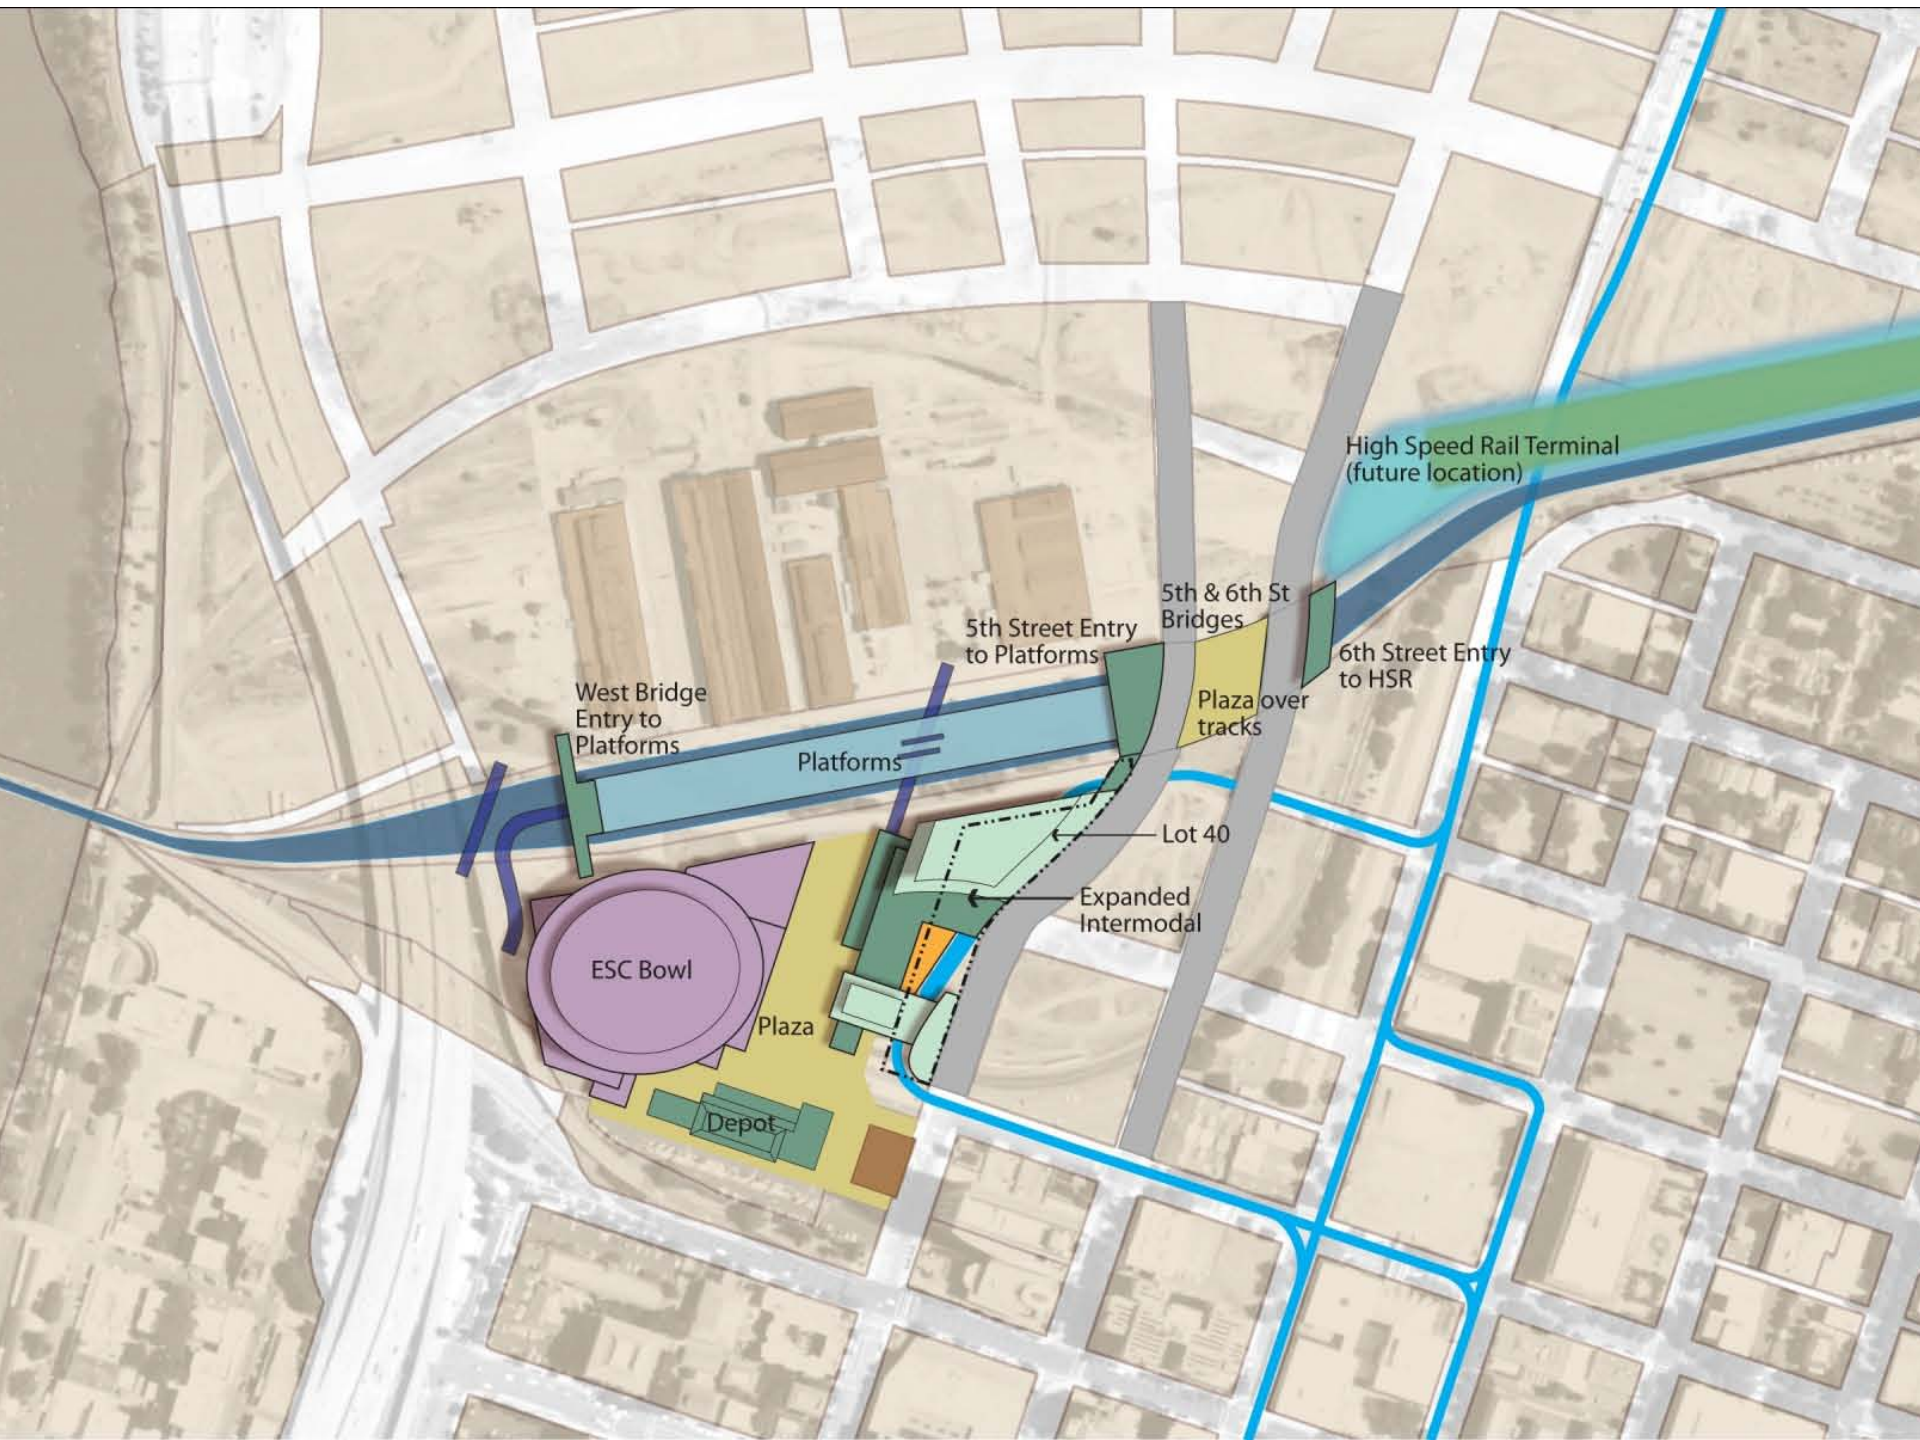 High Speed Rail Terminal
(future location)
5th & 6th St
Bridges
5th Street Entry
to Platforms
6th Street Entry
to HSR
West Bridge
Entry to
Platforms
Plaza over
tracks
Platforms
Lot 40
Expanded
Intermodal
ESC Bowl
Plaza
Depot